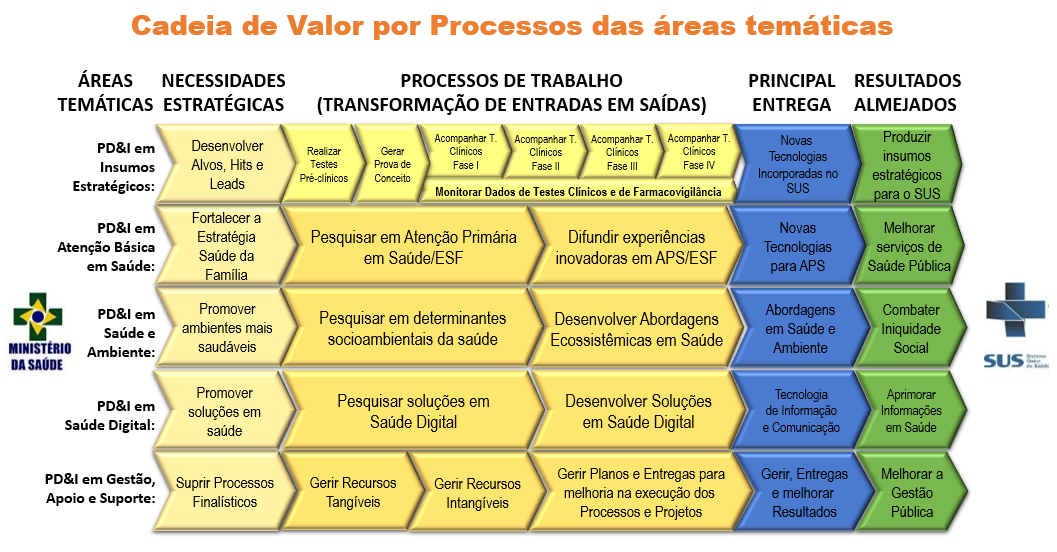 Cadeia de Valor por Processos das áreas temáticas
ÁREAS
TEMÁTICAS
NECESSIDADES
ESTRATÉGICAS
PROCESSOS DE TRABALHO
(TRANSFORMAÇÃO DE ENTRADAS EM SAÍDAS)
PRINCIPAL
ENTREGA
RESULTADOS
ALMEJADOS
PD&I em
Insumos
Estratégicos:
Desenvolver
Alvos, Hits e
Leads
Realizar
Testes
Pré-clínicos
Gerar
Prova de
Conceito
Acompanhar T.
Clínicos
Fase I
Acompanhar T.
Clínicos
Fase II
Acompanhar T.
Clínicos
Fase III
Acompanhar T.
Clínicos
Fase IV
Monitorar Dados de Testes Clínicos e de Farmacovigilância
Novas
Tecnologias
Incorporadas no
SUS
Produzir
insumos
estratégicos
para o SUS
PD&I em
Atenção Básica
em Saúde:
Fortalecer a
Estratégia
Saúde da
Família
Pesquisar em Atenção Primária
em Saúde/ESF
Difundir experiências
inovadoras em APS/ESF
Novas
Tecnologias
para APS
Melhorar
serviços de
Saúde Pública
MINISTÉRIO
DA SAÚDE
PD&I em
Saúde e
Ambiente:
Promover
ambientes mais
saudáveis
Pesquisar em determinantes
socioambientais da saúde
Desenvolver Abordagens
Ecossistêmicas em Saúde
Abordagens
em Saúde e
Ambiente
Combater
Iniquidade
Social
SUS
Sistema
Único
de Saúde
PD&I em
Saúde Digital:
Promover
soluções em
saúde
Pesquisar soluções em
Saúde Digital
Desenvolver Soluções
em Saúde Digital
Tecnologia
de Informação
e Comunicação
Aprimorar
Informações
em Saúde
PD&I em Gestão,
Apoio e Suporte:
Suprir Processos
Finalísticos
Gerir Recursos
Tangíveis
Gerir Recursos
Intangíveis
Gerir Planos e Entregas para
melhoria na execução dos
Processos e Projetos
Gerir, Entregas
e melhorar
Resultados
Melhorar a
Gestão
Pública